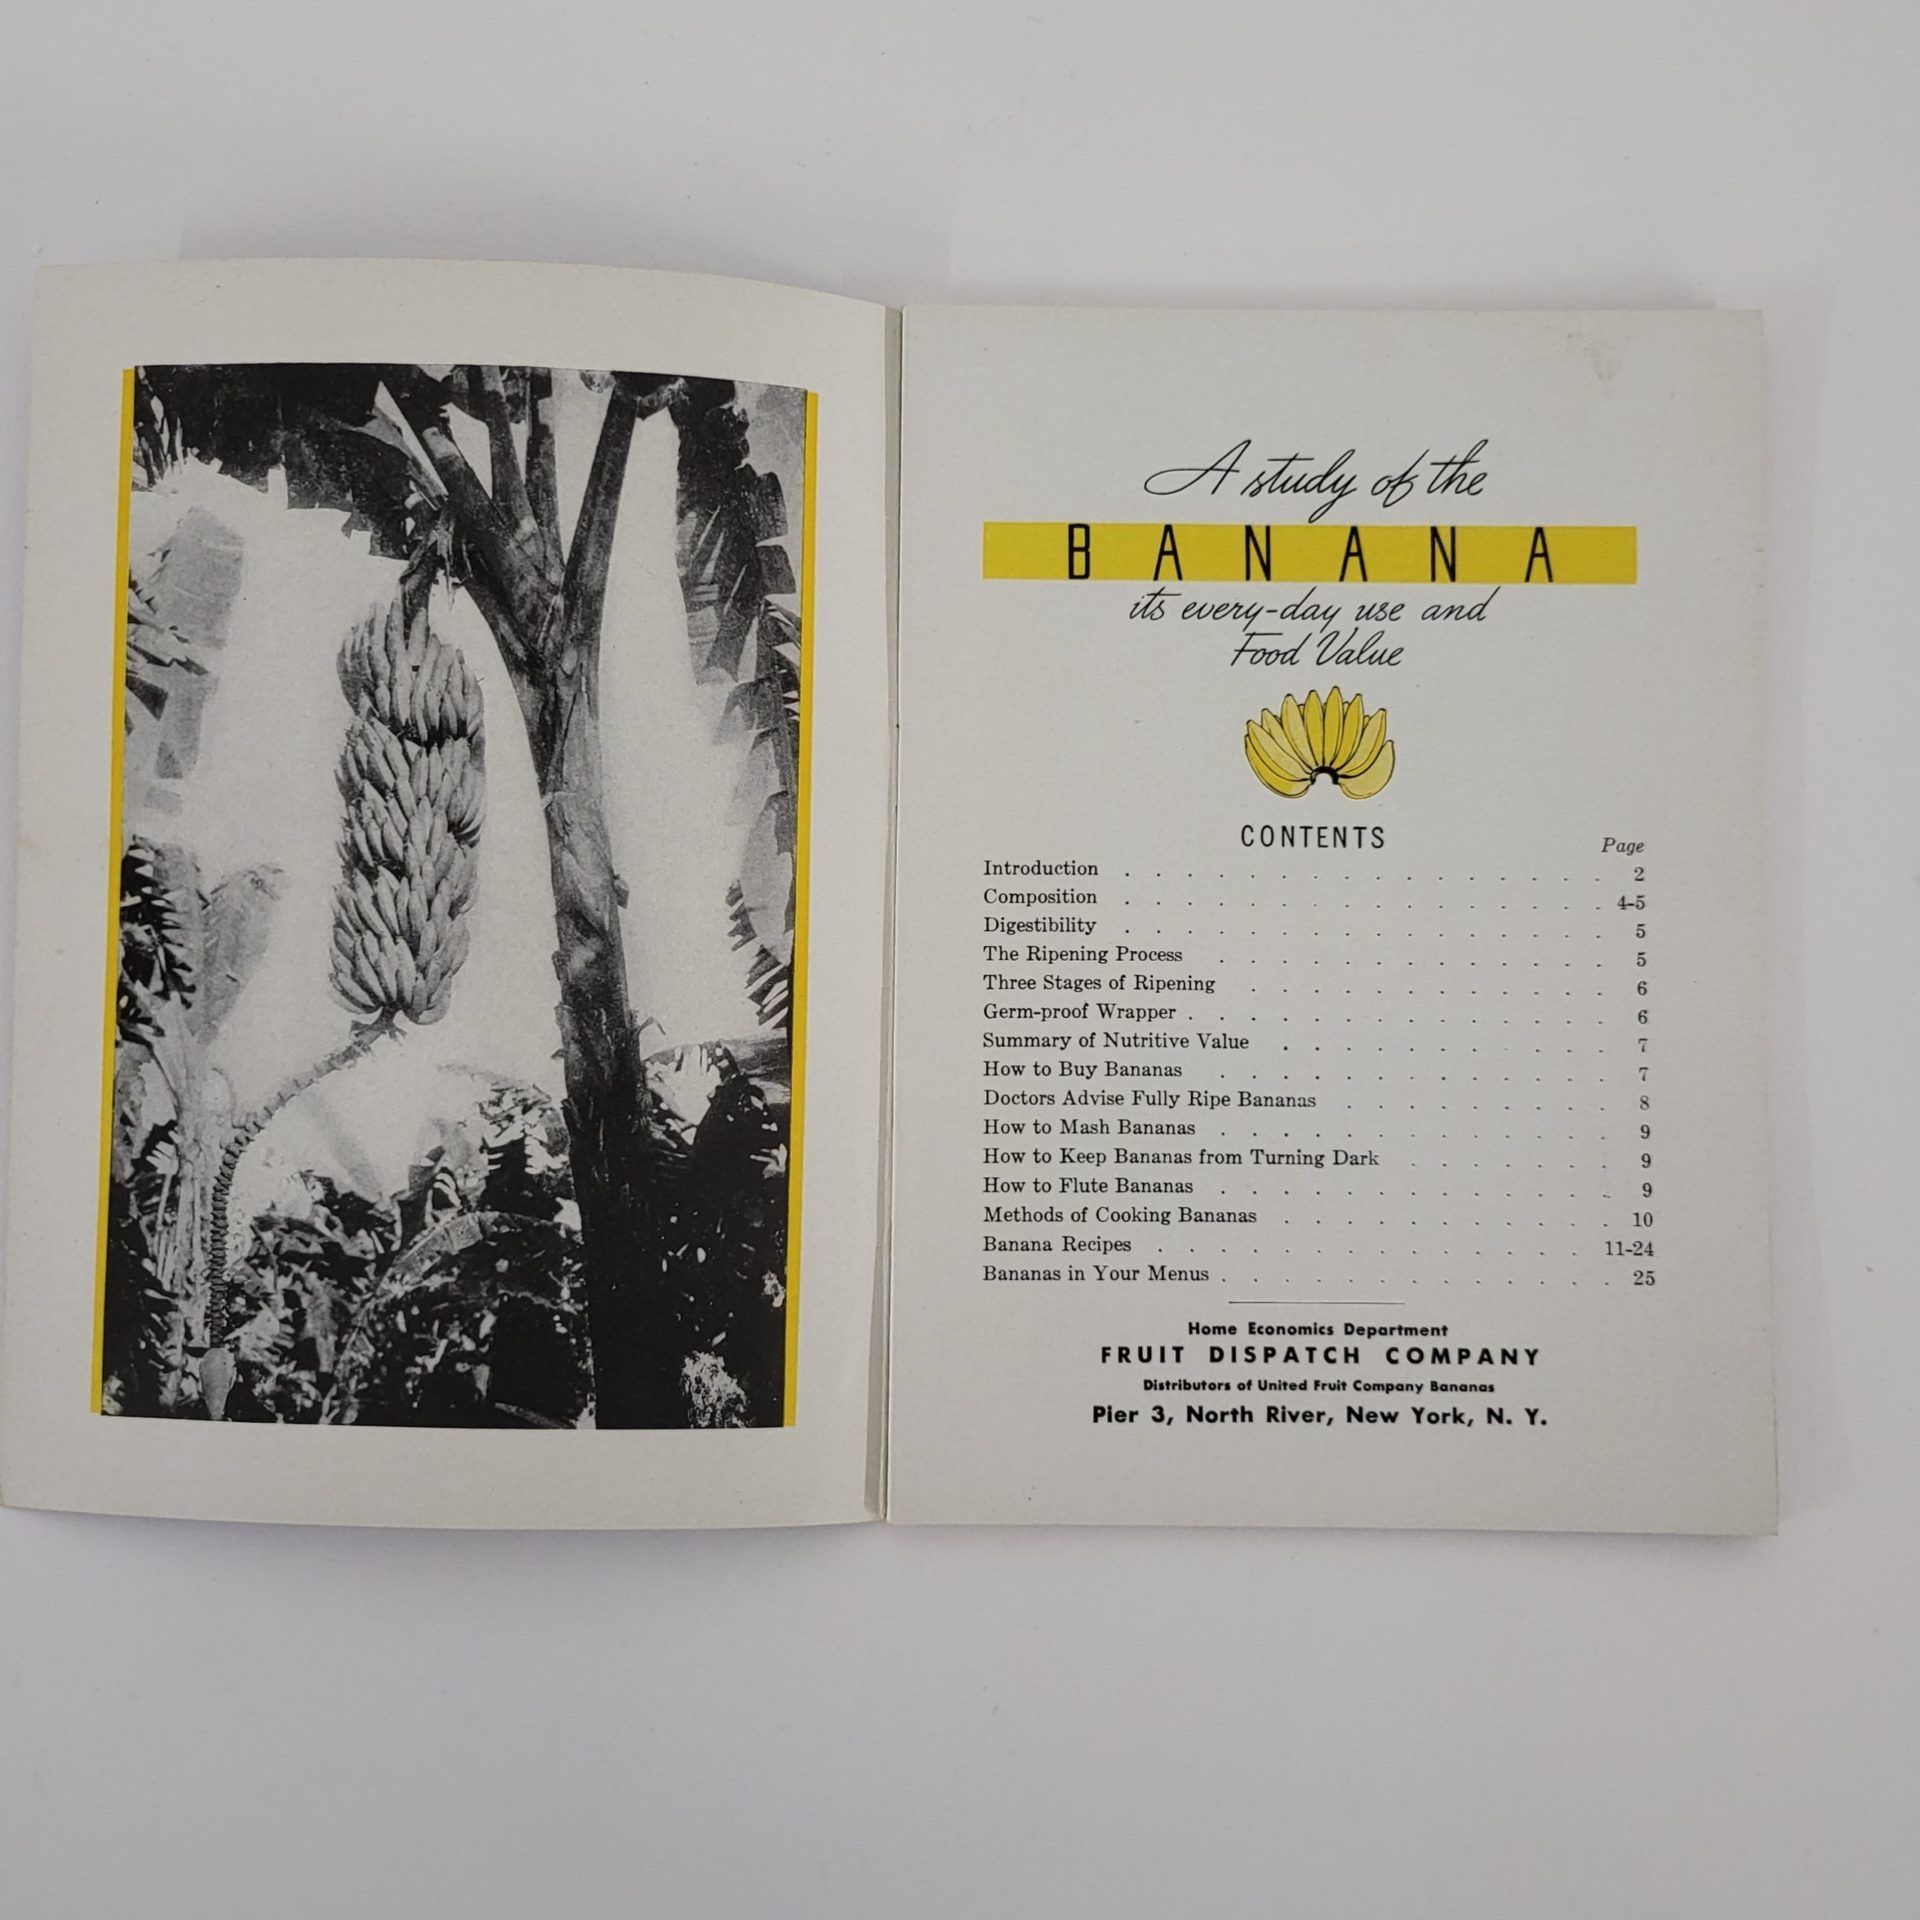 A study of the
BANANA
its every-day use and
Food Value
CONTENTS
Page
Introduction . . . . . . . . . . . . . . . . 2
Composition . . . . . . . . . . . . . . . . 4-5
Digestibility . . . . . . . . . . . . . . . . 5
The Ripening Process . . . . . . . . . . . . . 5
Three Stages of Ripening . . . . . . . . . . . . 6
Germ-proof Wrapper . . . . . . . . . . . . . . 6
Summary of Nutritive Value . . . . . . . . . . . 7
How to Buy Bananas . . . . . . . . . . . . . 7
Doctors Advise Fully Ripe Bananas . . . . . . . . . 8
How to Mash Bananas . . . . . . . . . . . . . 9
How to Keep Bananas from Turning Dark . . . . . . . 9
How to Flute Bananas . . . . . . . . . . . . . 9
Methods of Cooking Bananas . . . . . . . . . . . 10
Banana Recipes . . . . . . . . . . . . . . 11-24
Bananas in Your Menus . . . . . . . . . . . . . 25
Home Economics Department
FRUIT DISPATCH COMPANY
Distributors of United Fruit Company Bananas
Pier 3, North River, New York, N. Y.